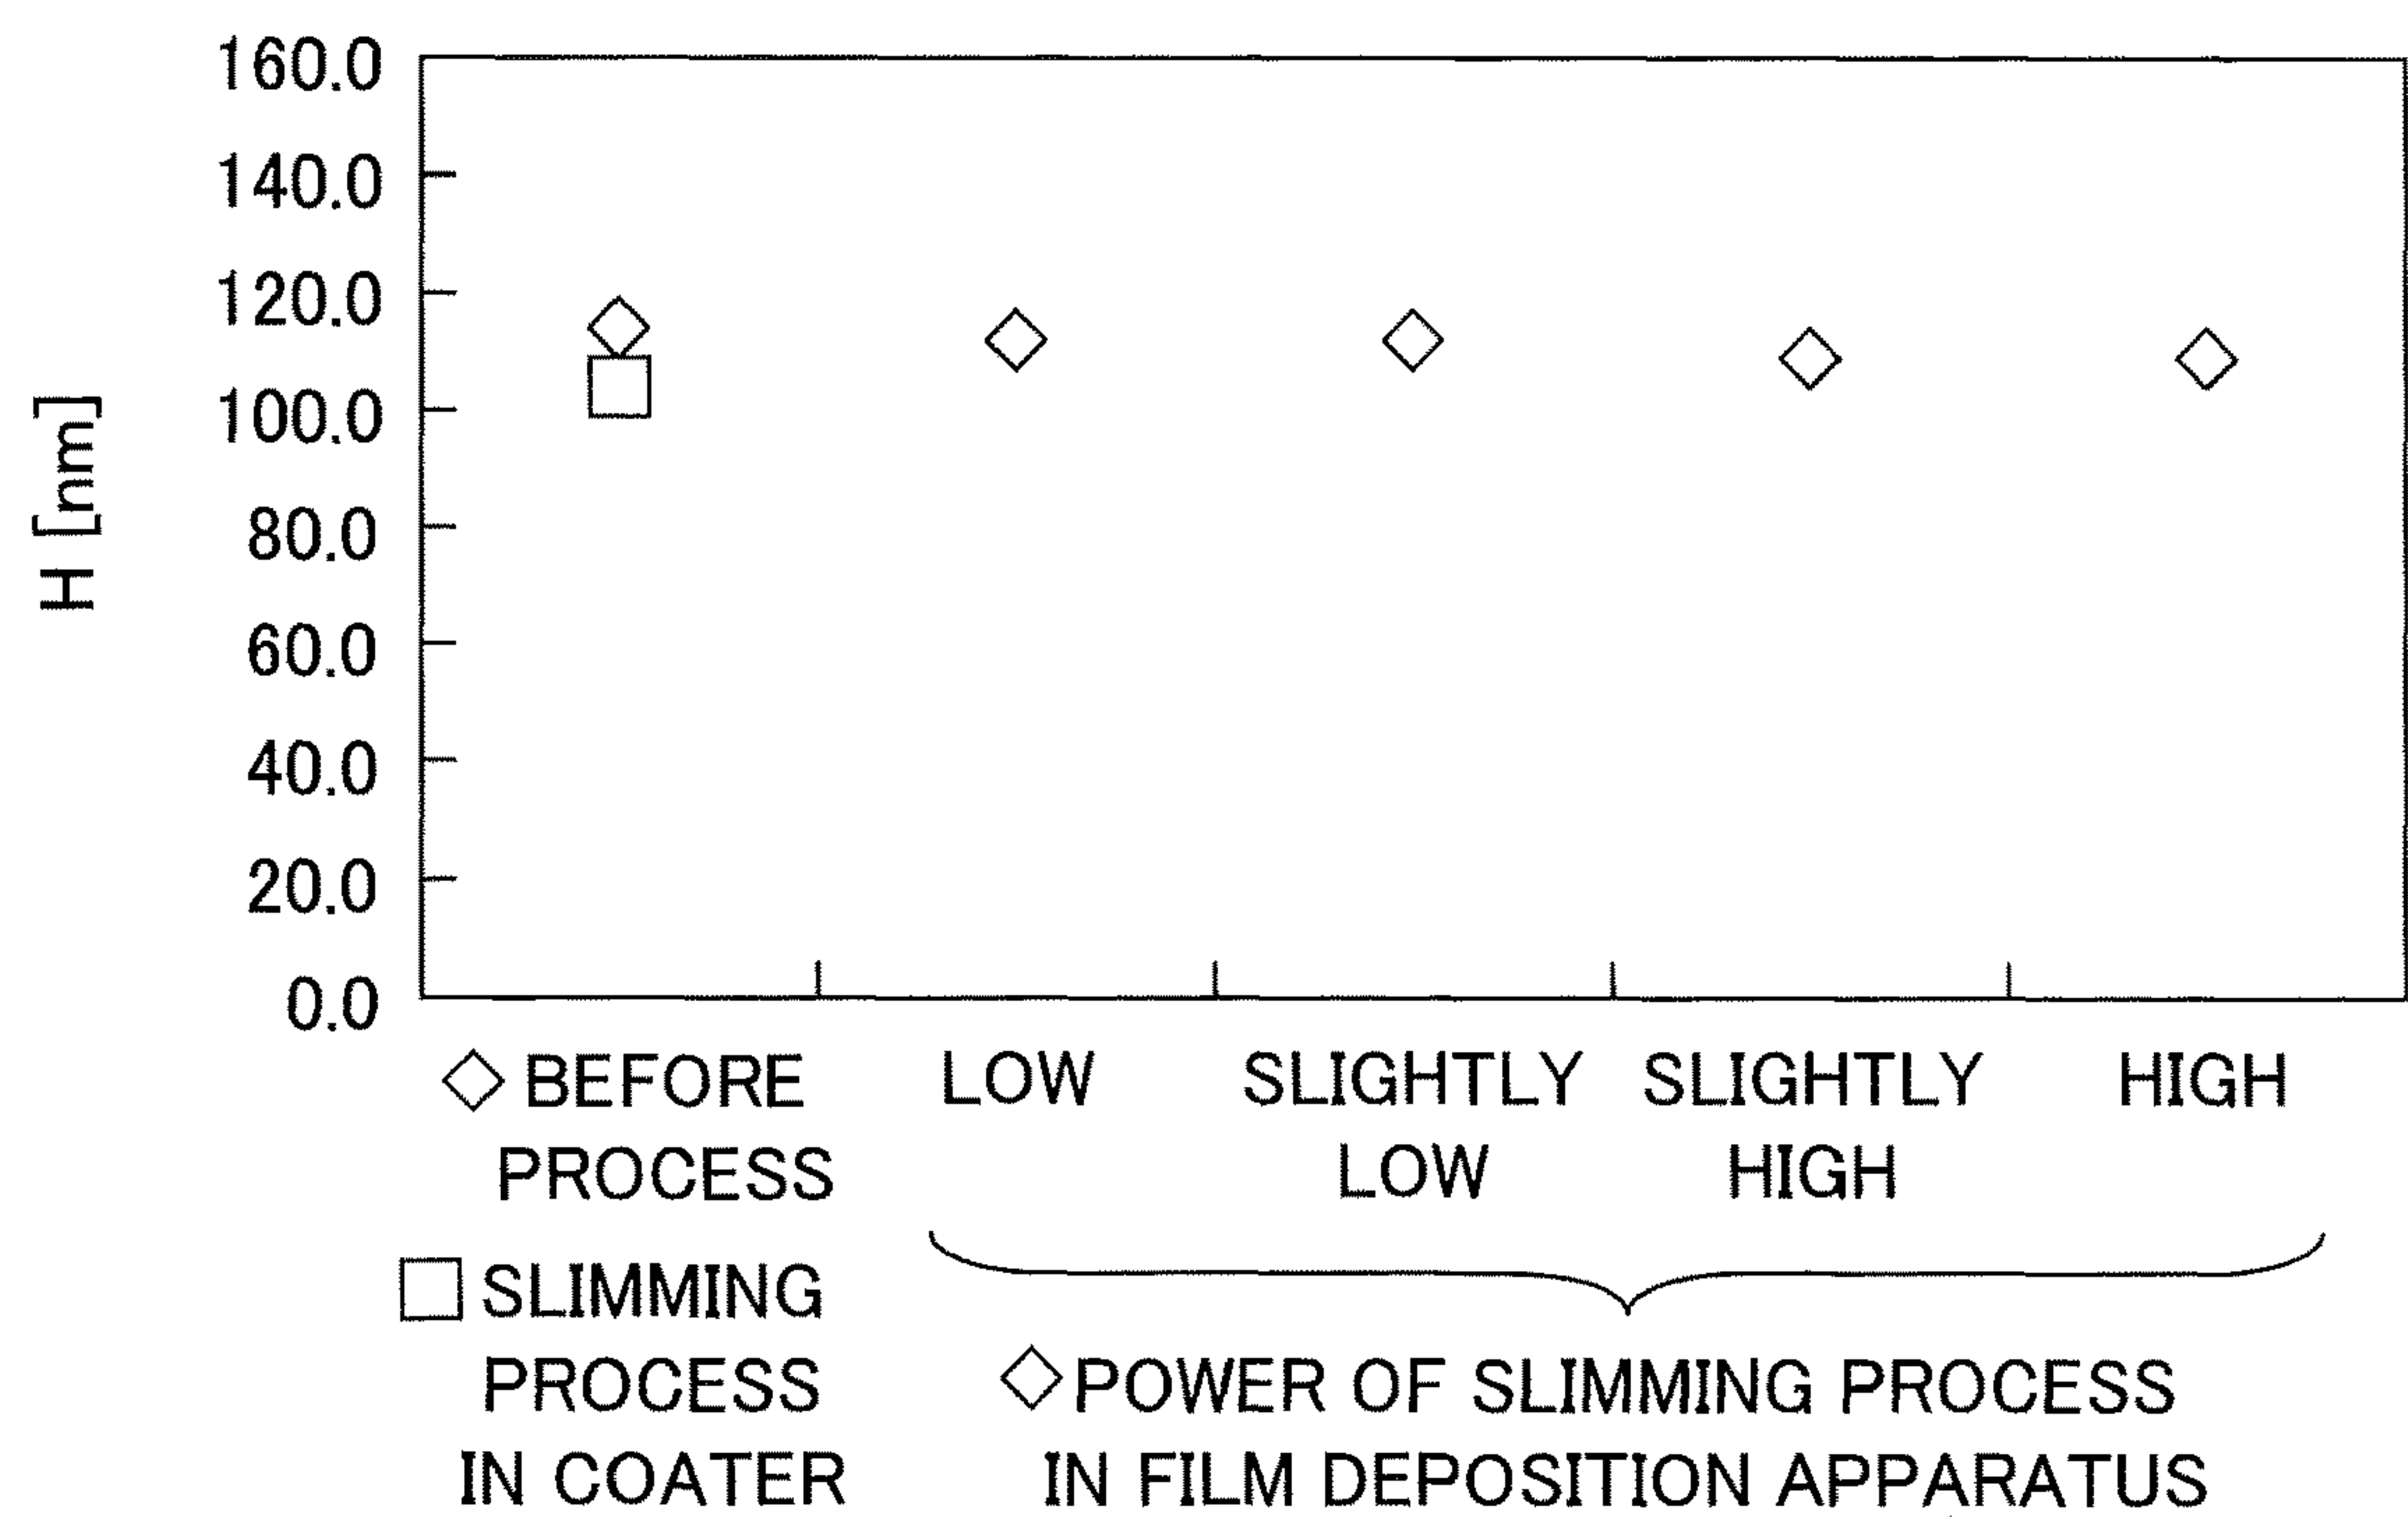 H [nm]
160.0
140.0
120.0
100.0
80.0
60.0
40.0
20.0
0.0
BEFORE
PROCESS
SLIMMING
PROCESS
IN COATER
LOW
SLIGHTLY
LOW
SLIGHTLY
HIGH
HIGH
POWER OF SLIMMING PROCESS
IN FILM DEPOSITION APPARATUS